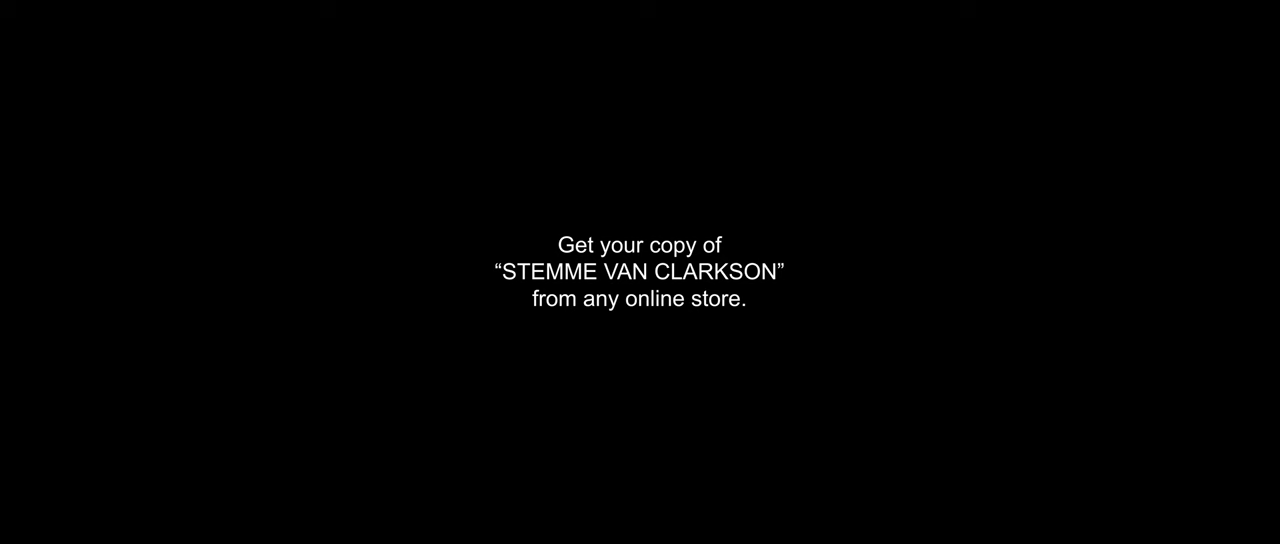 Get your copy of
“STEMME VAN CLARKSON”
from any online store.